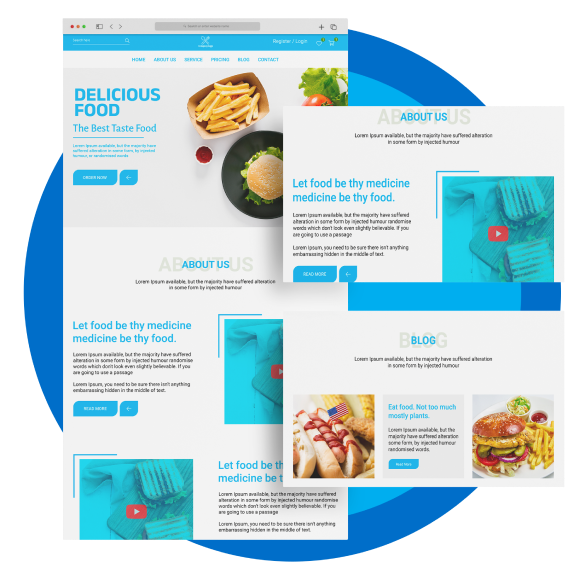 Register / Login
HOME ABOUT US SERVICE PRICING BLOG CONTACT
DELICIOUS
FOOD
The Best Taste Food
Lorem Ipsum available, but the majority have
suffered alteration in some form, by injected
humour, or randomised words.
ORDER NOW
ABOUT US
ABOUT US
Lorem Ipsum available, but the majority have suffered alteration
in some form by injected humour
Let food be thy medicine
medicine be thy food.
Lorem Ipsum available, but the majority have suffered
alteration in some form, by injected humour or randomise
words which don't look even slightly believable. If you
are going to use a passage
Lorem Ipsum, you need to be sure there isn't anything
embarrassing hidden in the middle of text.
READ MORE
Let food be th
medicine be t
Lorem Ipsum available, but the majority have suffered
alteration in some form, by injected humour or randomise
words which don't look even slightly believable. If you
are going to use a passage
Lorem Ipsum, you need to be sure there isn't anything
embarrassing hidden in the middle of text.
ABOUT US
ABOUT US
Lorem Ipsum available, but the majority have suffered alteration
in some form by injected humour
Let food be thy medicine
medicine be thy food.
Lorem Ipsum available, but the majority have suffered
alteration in some form, by injected humour or randomise
words which don't look even slightly believable. If you
are going to use a passage
Lorem Ipsum, you need to be sure there isn't anything
embarrassing hidden in the middle of text.
READ MORE
BLOG
BLOG
Lorem Ipsum available, but the majority have suffered alteration
in some form by injected humour
Eat food. Not too much
mostly plants.
Lorem Ipsum available, but the
majority have suffered alteration in
some form, by injected humour
randomised words.
Read More